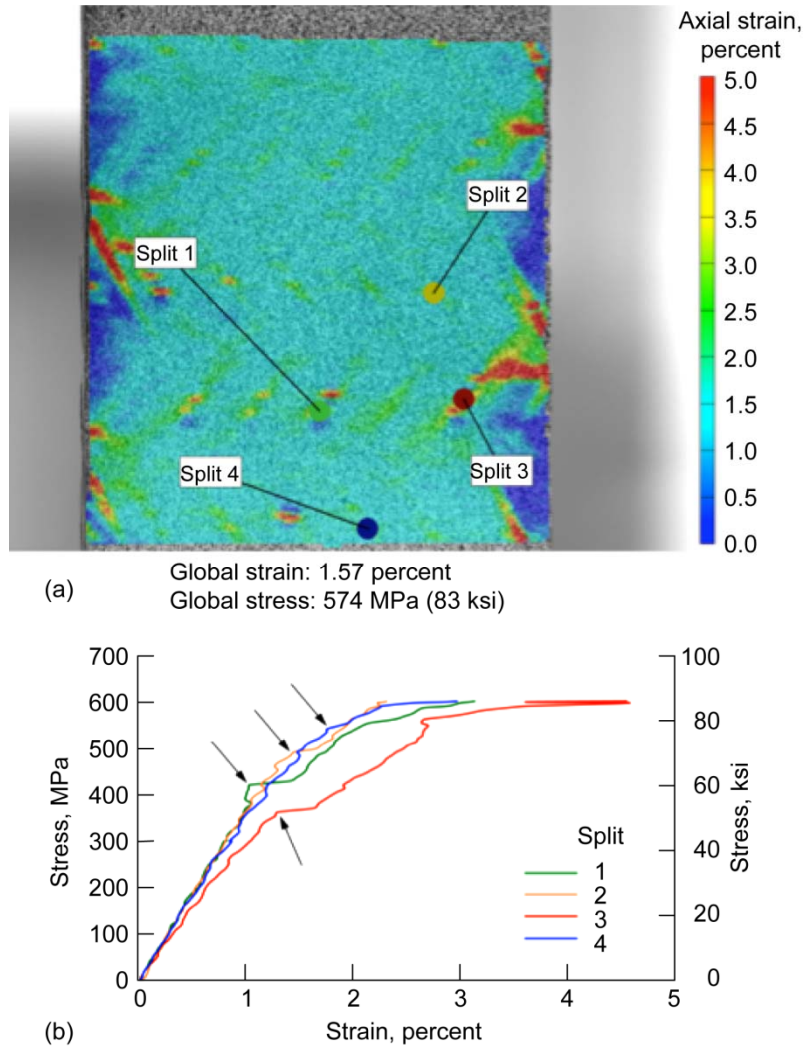 Axial strain,
percent
5.0
4.5
4.0
3.5
3.0
2.5
2.0
1.5
1.0
0.5
0.0
Split 2
Split 1
Split 4
Split 3
(a)
Global strain: 1.57 percent
Global stress: 574 MPa (83 ksi)
700
600
500
400
300
200
100
0
Stress, MPa
100
80
60
40
20
0
Stress, ksi
Split
1
2
3
4
0
1
2
3
4
5
Strain, percent
(b)